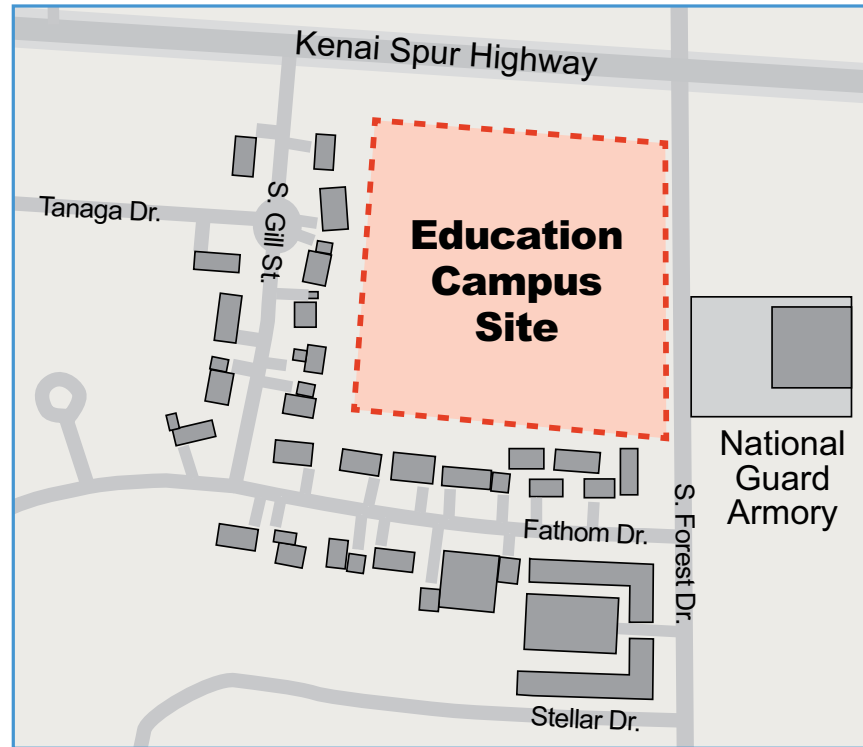 Kenai Spur Highway
Tanaga Dr.
S. Gill St.
Education
Campus
Site
National
Guard
Armory
S. Forest Dr.
Fathom Dr.
Stellar Dr.